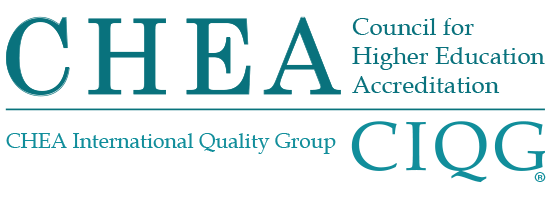 CHEA
Council for
Higher Education
Accreditation
CHEA International Quality Group
CIQG®